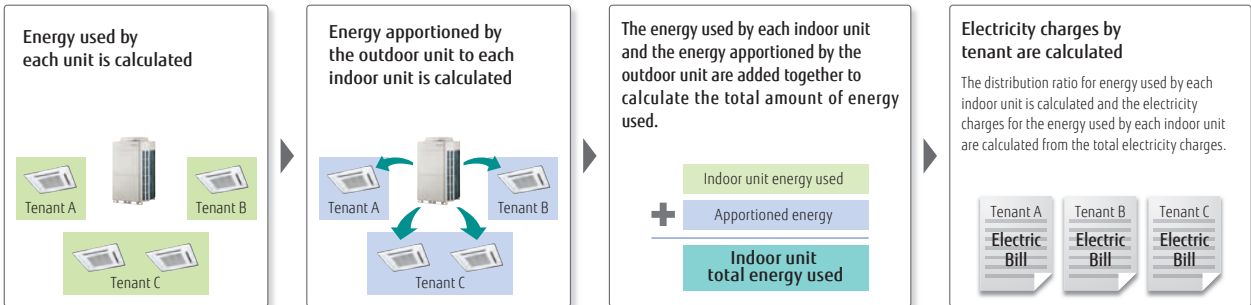 Energy used by
each unit is calculated
Tenant A
Tenant B
Tenant C
Energy apportioned by
the outdoor unit to each
indoor unit is calculated
Tenant A
Tenant B
Tenant C
The energy used by each indoor unit
and the energy apportioned by the
outdoor unit are added together to
calculate the total amount of energy
used.
Indoor unit energy used
+
Apportioned energy
Indoor unit
total energy used
Electricity charges by
tenant are calculated
The distribution ratio for energy used by each
indoor unit is calculated and the electricity
charges for the energy used by each indoor unit
are calculated from the total electricity charges.
Tenant A
Electric
Bill
Tenant B
Electric
Bill
Tenant C
Electric
Bill